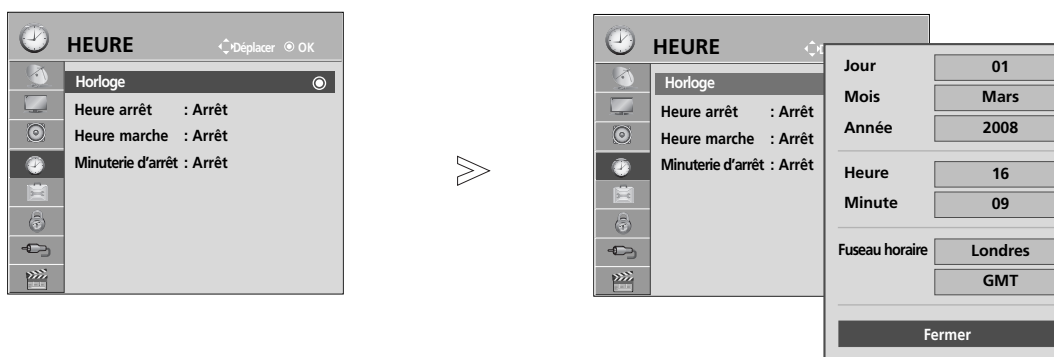 HEURE
Déplacer OK
Horloge
Heure arrêt : Arrêt
Heure marche : Arrêt
Minuterie d'arrêt : Arrêt
HEURE
Horloge
Heure arrêt : Arrêt
Heure marche : Arrêt
Minuterie d'arrêt : Arrêt
Jour 01
Mois Mars
Année 2008
Heure 16
Minute 09
Fuseau horaire Londres
GMT
Fermer